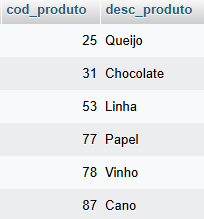 cod_produto desc_produto
25 Queijo
31 Chocolate
53 Linha
77 Papel
78 Vinho
87 Cano